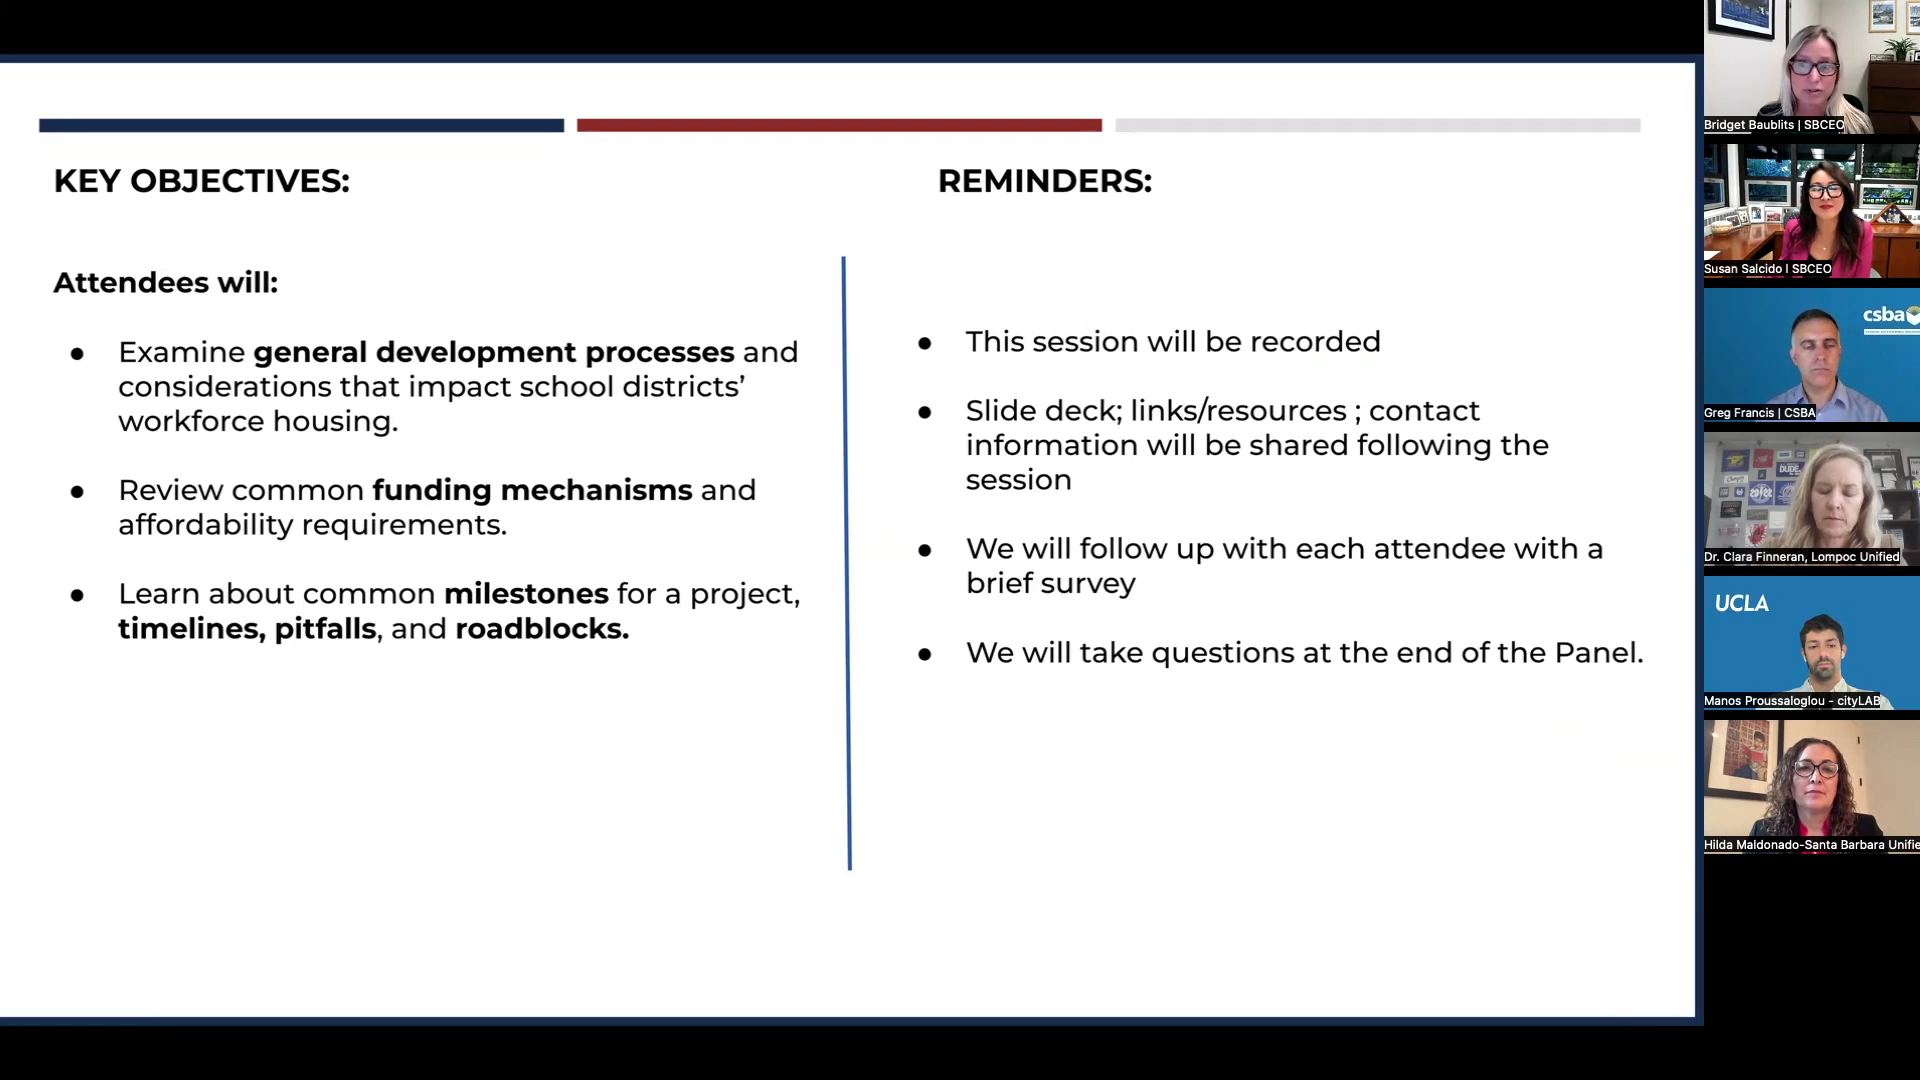 KEY OBJECTIVES:
Attendees will:
● Examine general development processes and
considerations that impact school districts’
workforce housing.
● Review common funding mechanisms and
affordability requirements.
● Learn about common milestones for a project,
timelines, pitfalls, and roadblocks.
REMINDERS:
● This session will be recorded
● Slide deck; links/resources ; contact
information will be shared following the
session
● We will follow up with each attendee with a
brief survey
● We will take questions at the end of the Panel.
Bridget Baublits | SBCEO
Susan Salcido I SBCEO
csba
Greg Francis | CSBA
DUDE
Dr. Clara Finneran, Lompoc Unified
UCLA
Manos Proussaloglou - cityLAB
Hilda Maldonado-Santa Barbara Unifie